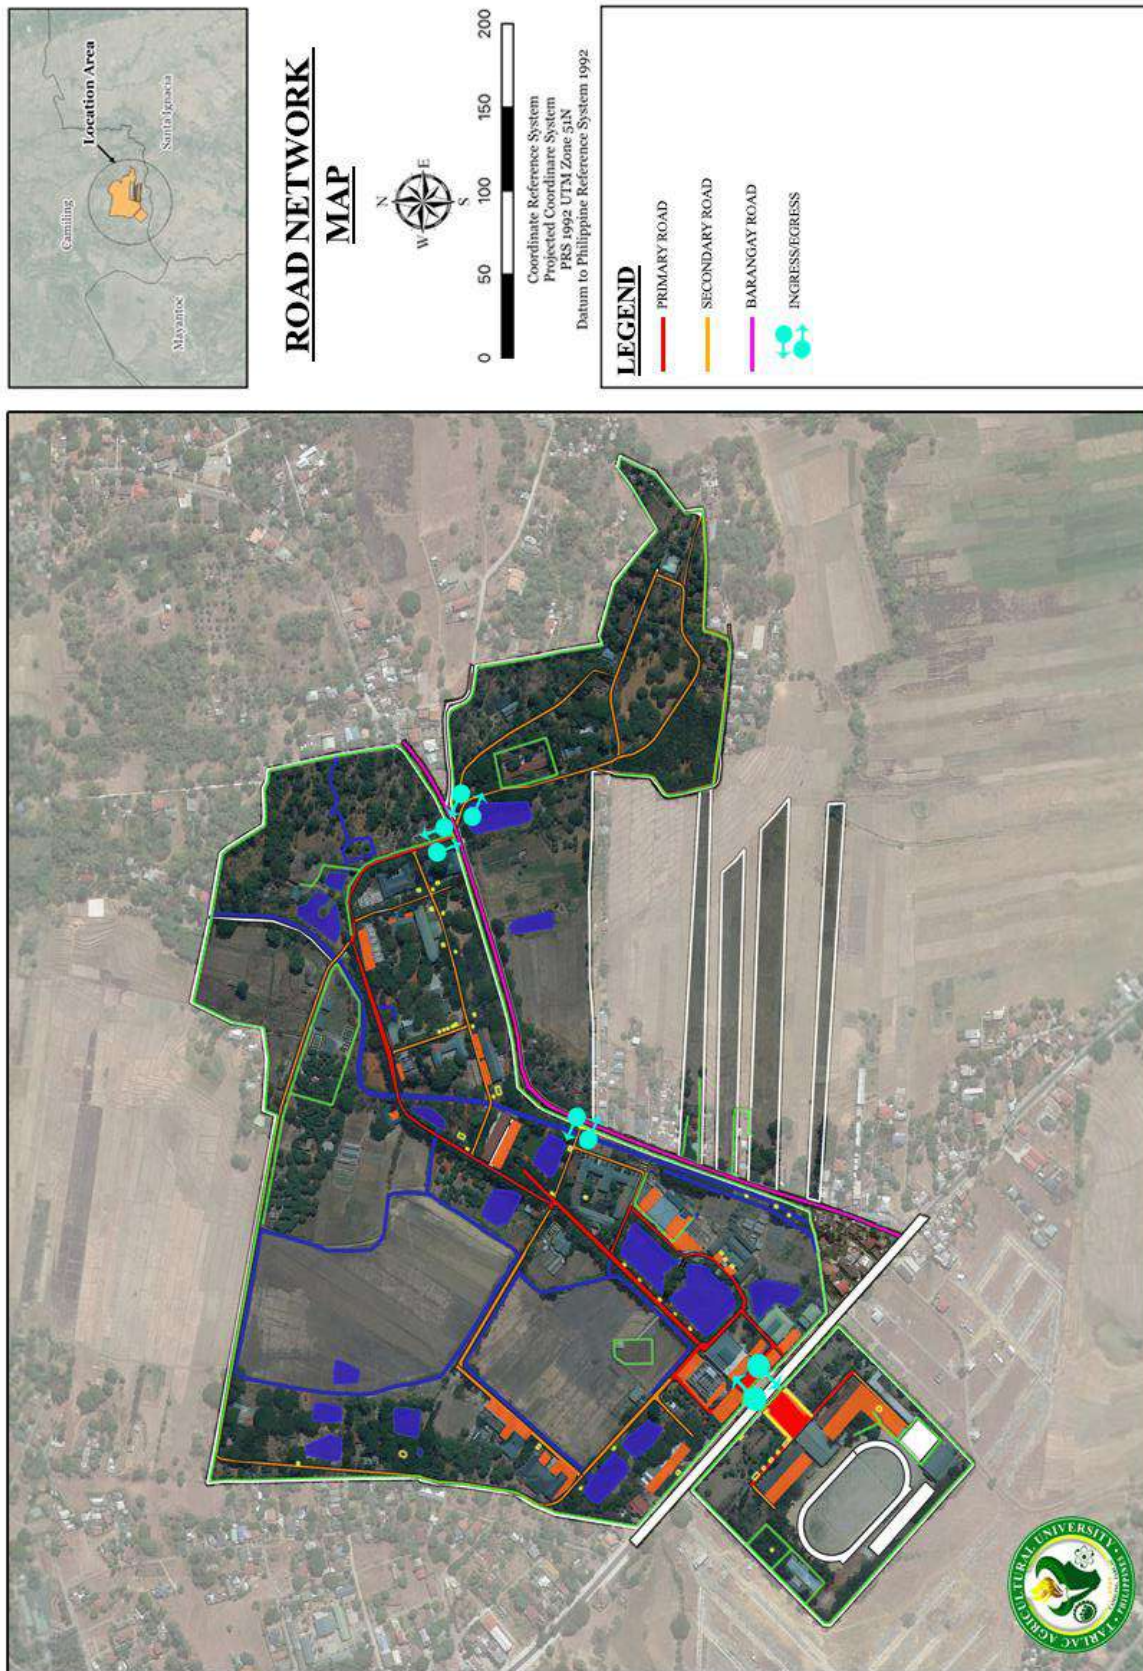 Camiling
Location Area
Santa Ignacia
Mayantoc
ROAD NETWORK
MAP
N
W E
S
0 50 100 150 200
Coordinate Reference System
Projected Coordinare System
PRS 1992 UTM Zone 51N
Datum to Philippine Reference System 1992
LEGEND
PRIMARY ROAD
SECONDARY ROAD
BARANGAY ROAD
INGRESS/EGRESS
TARLAC AGRICULTURAL UNIVERSITY
PHILIPPINES